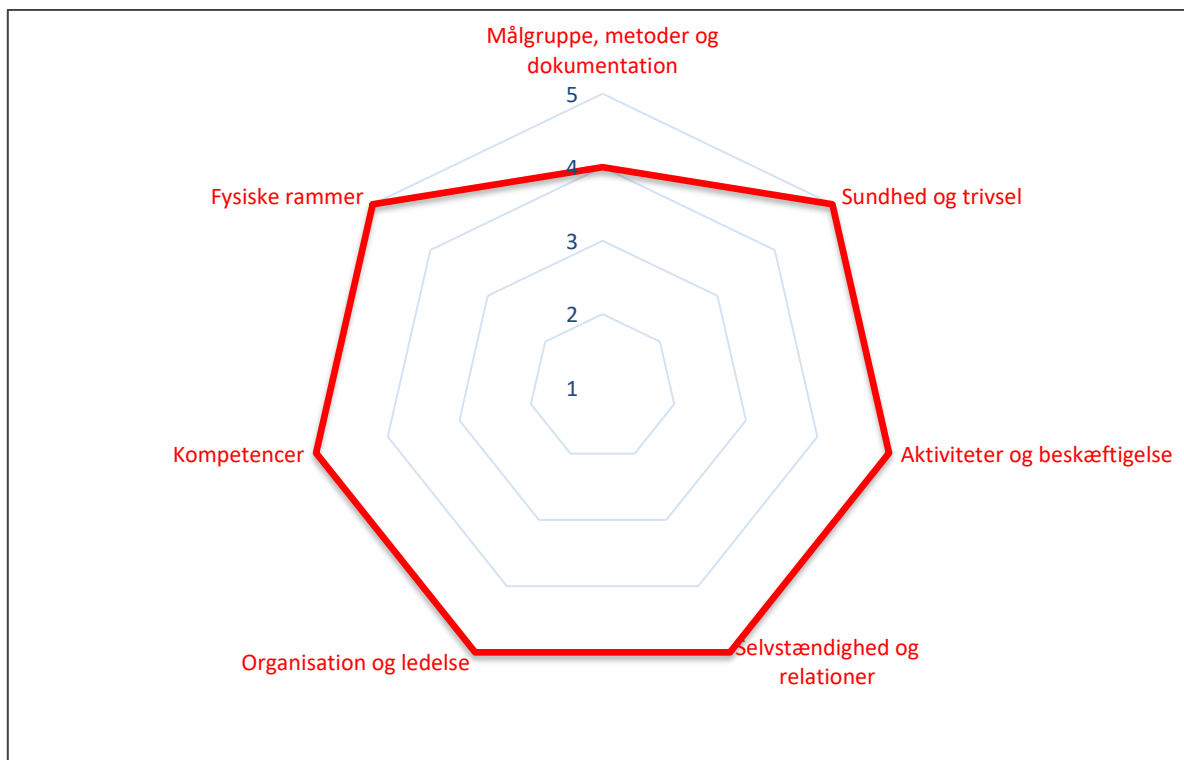 Målgruppe, metoder og
dokumentation
5
4
Fysiske rammer
Sundhed og trivsel
3
2
1
Kompetencer
Aktiviteter og beskæftigelse
Selvstændighed og
relationer
Organisation og ledelse